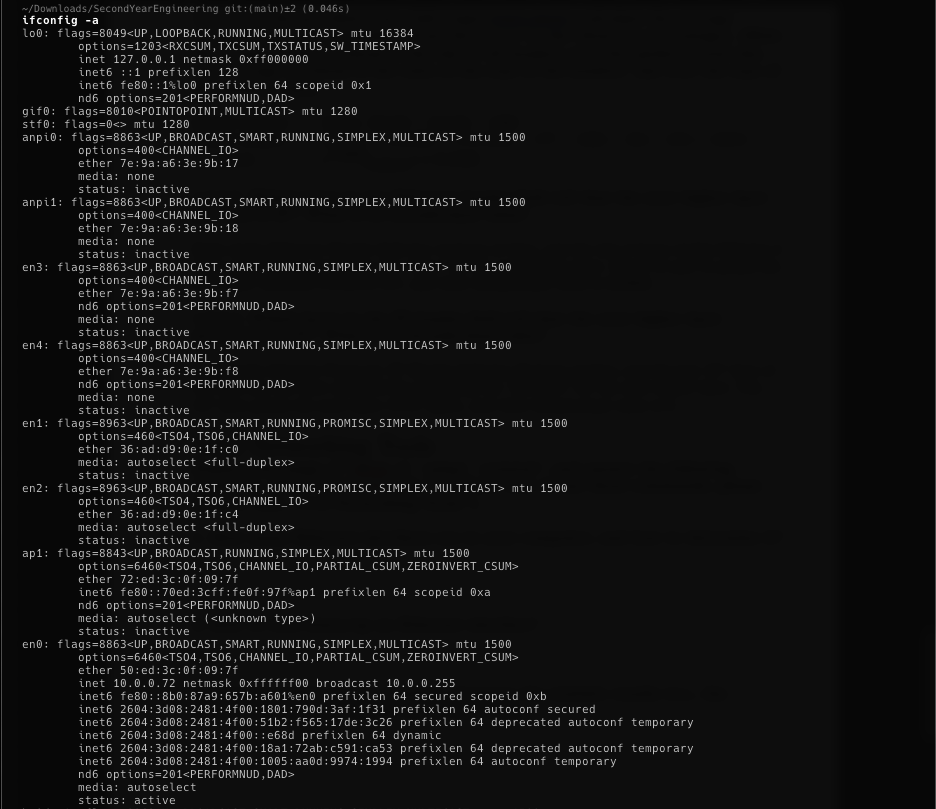 ~/Downloads/SecondYearEngineering git:(main)±2 (0.046s)
ifconfig -a
lo0: flags=8049<UP,LOOPBACK,RUNNING,MULTICAST> mtu 16384
options=1203<RXCSUM,TXCSUM,TXSTATUS,SW_TIMESTAMP>
inet 127.0.0.1 netmask 0xff000000
inet6 ::1 prefixlen 128
inet6 fe80::1%lo0 prefixlen 64 scopeid 0x1
nd6 options=201<PERFORMNUD,DAD>
gif0: flags=8010<POINTOPOINT,MULTICAST> mtu 1280
stf0: flags=0<> mtu 1280
anpi0: flags=8863<UP,BROADCAST,SMART,RUNNING,SIMPLEX,MULTICAST> mtu 1500
options=400<CHANNEL_IO>
ether 7e:9a:a6:3e:9b:17
media: none
status: inactive
anpi1: flags=8863<UP,BROADCAST,SMART,RUNNING,SIMPLEX,MULTICAST> mtu 1500
options=400<CHANNEL_IO>
ether 7e:9a:a6:3e:9b:18
media: none
status: inactive
en3: flags=8863<UP,BROADCAST,SMART,RUNNING,SIMPLEX,MULTICAST> mtu 1500
options=400<CHANNEL_IO>
ether 7e:9a:a6:3e:9b:f7
nd6 options=201<PERFORMNUD,DAD>
media: none
status: inactive
en4: flags=8863<UP,BROADCAST,SMART,RUNNING,SIMPLEX,MULTICAST> mtu 1500
options=400<CHANNEL_IO>
ether 7e:9a:a6:3e:9b:f8
nd6 options=201<PERFORMNUD,DAD>
media: none
status: inactive
en1: flags=8963<UP,BROADCAST,SMART,RUNNING,PROMISC,SIMPLEX,MULTICAST> mtu 1500
options=460<TSO4,TSO6,CHANNEL_IO>
ether 36:ad:d9:0e:1f:c0
media: autoselect <full-duplex>
status: inactive
en2: flags=8963<UP,BROADCAST,SMART,RUNNING,PROMISC,SIMPLEX,MULTICAST> mtu 1500
options=460<TSO4,TSO6,CHANNEL_IO>
ether 36:ad:d9:0e:1f:c4
media: autoselect <full-duplex>
status: inactive
ap1: flags=8843<UP,BROADCAST,RUNNING,SIMPLEX,MULTICAST> mtu 1500
options=6460<TSO4,TSO6,CHANNEL_IO,PARTIAL_CSUM,ZEROINVERT_CSUM>
ether 72:ed:3c:0f:09:7f
inet6 fe80::70ed:3cff:fe0f:97f%ap1 prefixlen 64 scopeid 0xa
nd6 options=201<PERFORMNUD,DAD>
media: autoselect (<unknown type>)
status: inactive
en0: flags=8863<UP,BROADCAST,SMART,RUNNING,SIMPLEX,MULTICAST> mtu 1500
options=6460<TSO4,TSO6,CHANNEL_IO,PARTIAL_CSUM,ZEROINVERT_CSUM>
ether 50:ed:3c:0f:09:7f
inet 10.0.0.72 netmask 0xffffff00 broadcast 10.0.0.255
inet6 fe80::8b0:87a9:657b:a601%en0 prefixlen 64 secured scopeid 0xb
inet6 2604:3d08:2481:4f00:1801:790d:3af:1f31 prefixlen 64 autoconf secured
inet6 2604:3d08:2481:4f00:51b2:f565:17de:3c26 prefixlen 64 deprecated autoconf temporary
inet6 2604:3d08:2481:4f00::e68d prefixlen 64 dynamic
inet6 2604:3d08:2481:4f00:18a1:72ab:c591:ca53 prefixlen 64 deprecated autoconf temporary
inet6 2604:3d08:2481:4f00:1005:aa0d:9974:1994 prefixlen 64 autoconf temporary
nd6 options=201<PERFORMNUD,DAD>
media: autoselect
status: active